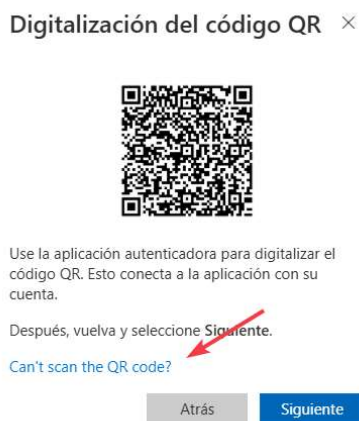 Digitalización del código QR
Use la aplicación autenticadora para digitalizar el
código QR. Esto conecta a la aplicación con su
cuenta.
Después, vuelva y seleccione Siguiente.
Can't scan the QR code?
Atrás
Siguiente